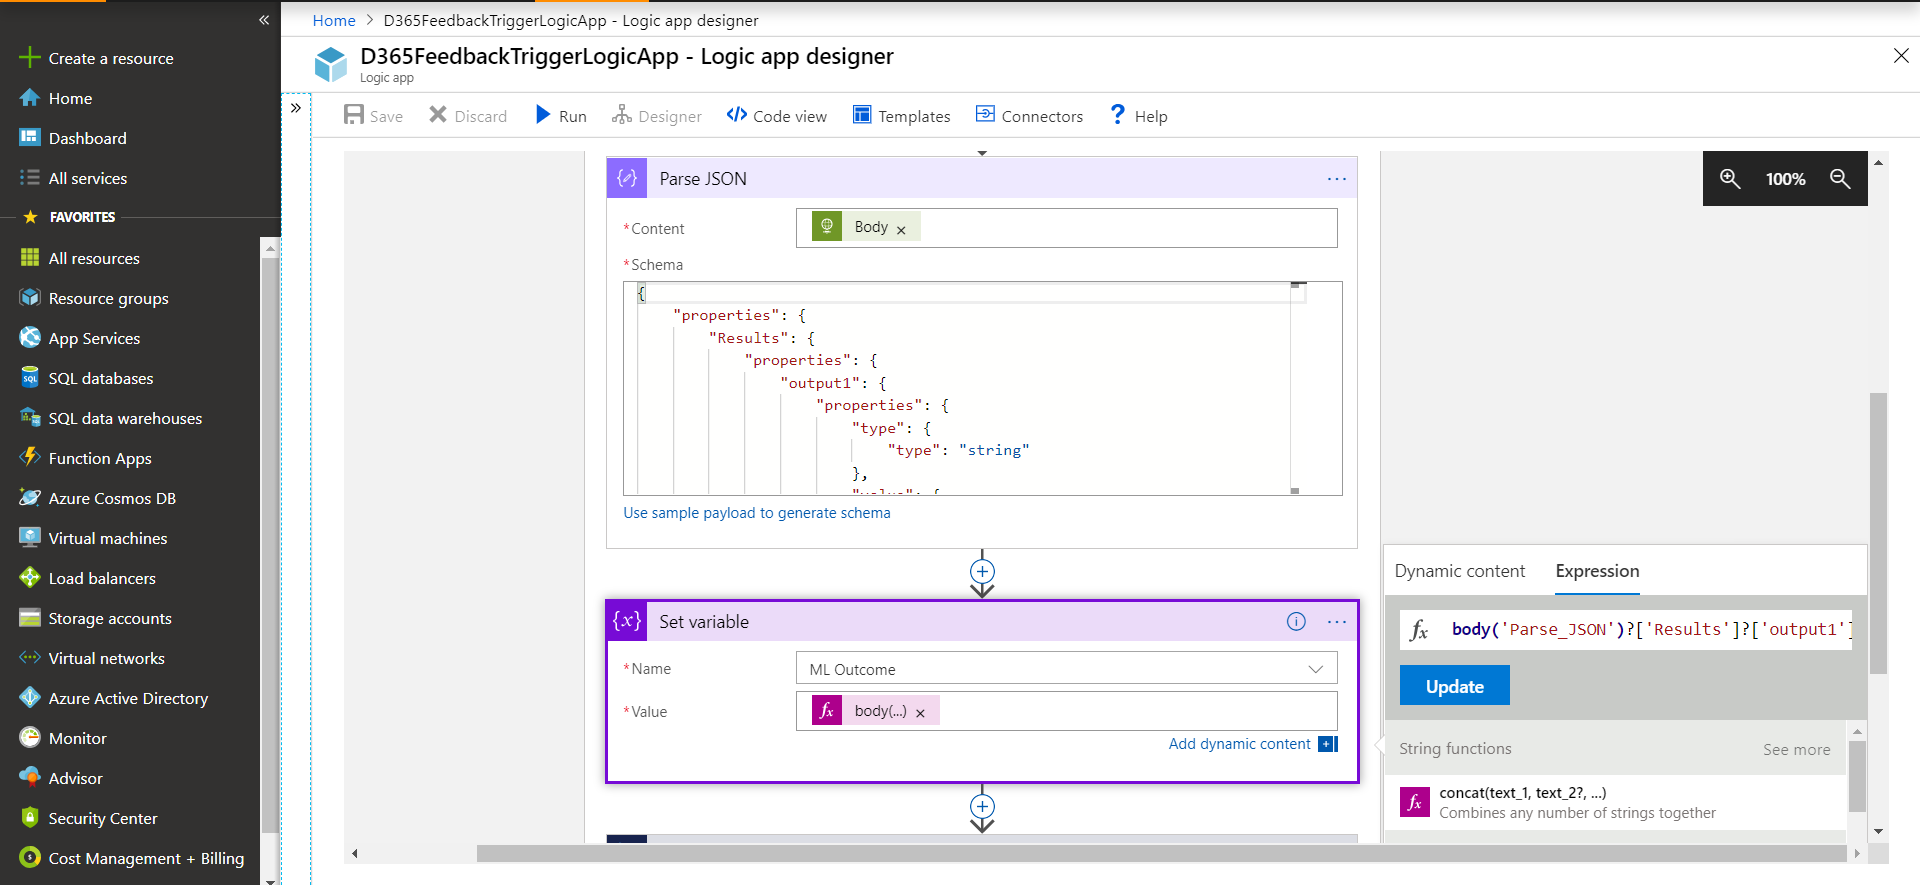 Home > D365FeedbackTriggerLogicApp - Logic app designer
D365FeedbackTriggerLogicApp - Logic app designer
Logic app
Create a resource
Home
Dashboard
All services
FAVORITES
All resources
Resource groups
App Services
SQL databases
SQL data warehouses
Function Apps
Azure Cosmos DB
Virtual machines
Load balancers
Storage accounts
Virtual networks
Azure Active Directory
Monitor
Advisor
Security Center
Cost Management + Billing
Save Discard Run Designer Code view Templates Connectors Help
100%
Parse JSON
*Content
Body
*Schema
{
"properties": {
"Results": {
"properties": {
"output1": {
"properties": {
"type": {
"type": "string"
},
Use sample payload to generate schema
{x} Set variable
*Name
ML Outcome
*Value
fx body(...)
Add dynamic content
Dynamic content Expression
fx body('Parse_JSON')?['Results']?['output1']
Update
String functions See more
fx concat(text_1, text_2?, ...)
Combines any number of strings together